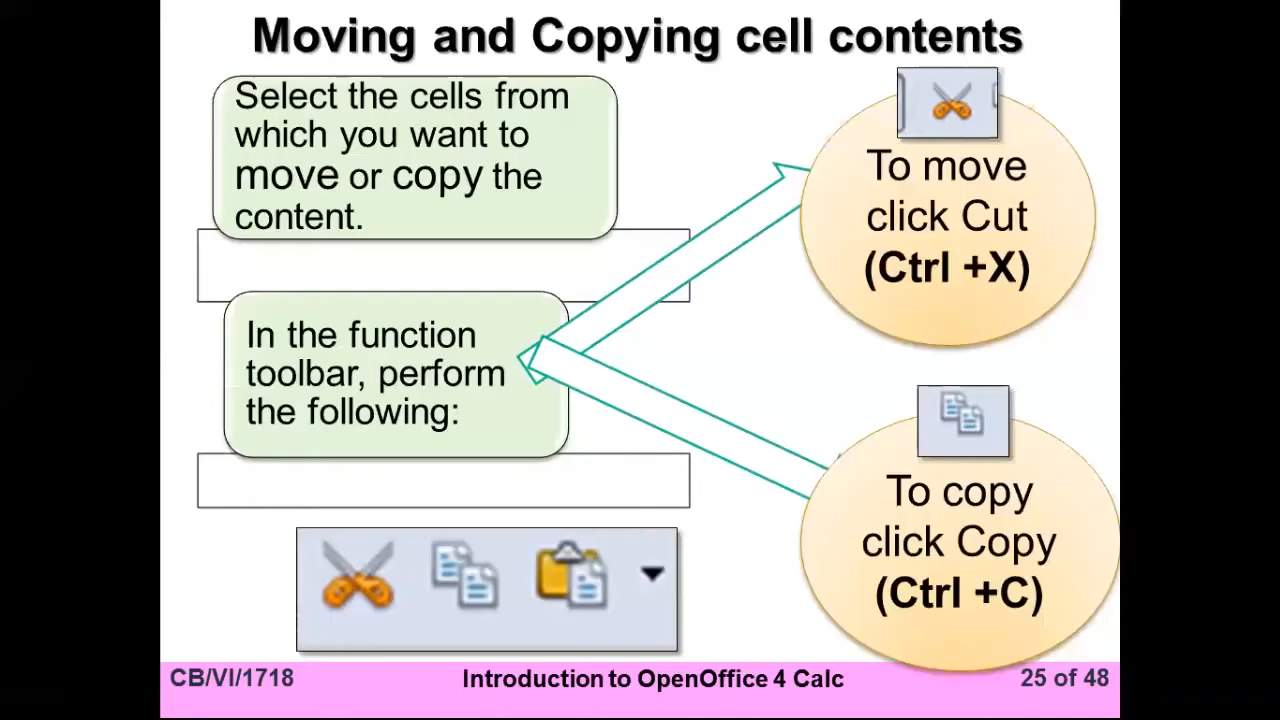 Moving and Copying cell contents
Select the cells from
which you want to
move or copy the
content.
In the function
toolbar, perform
the following:
To move
click Cut
(Ctrl +X)
To copy
click Copy
(Ctrl +C)
CB/VI/1718
Introduction to OpenOffice 4 Calc
25 of 48